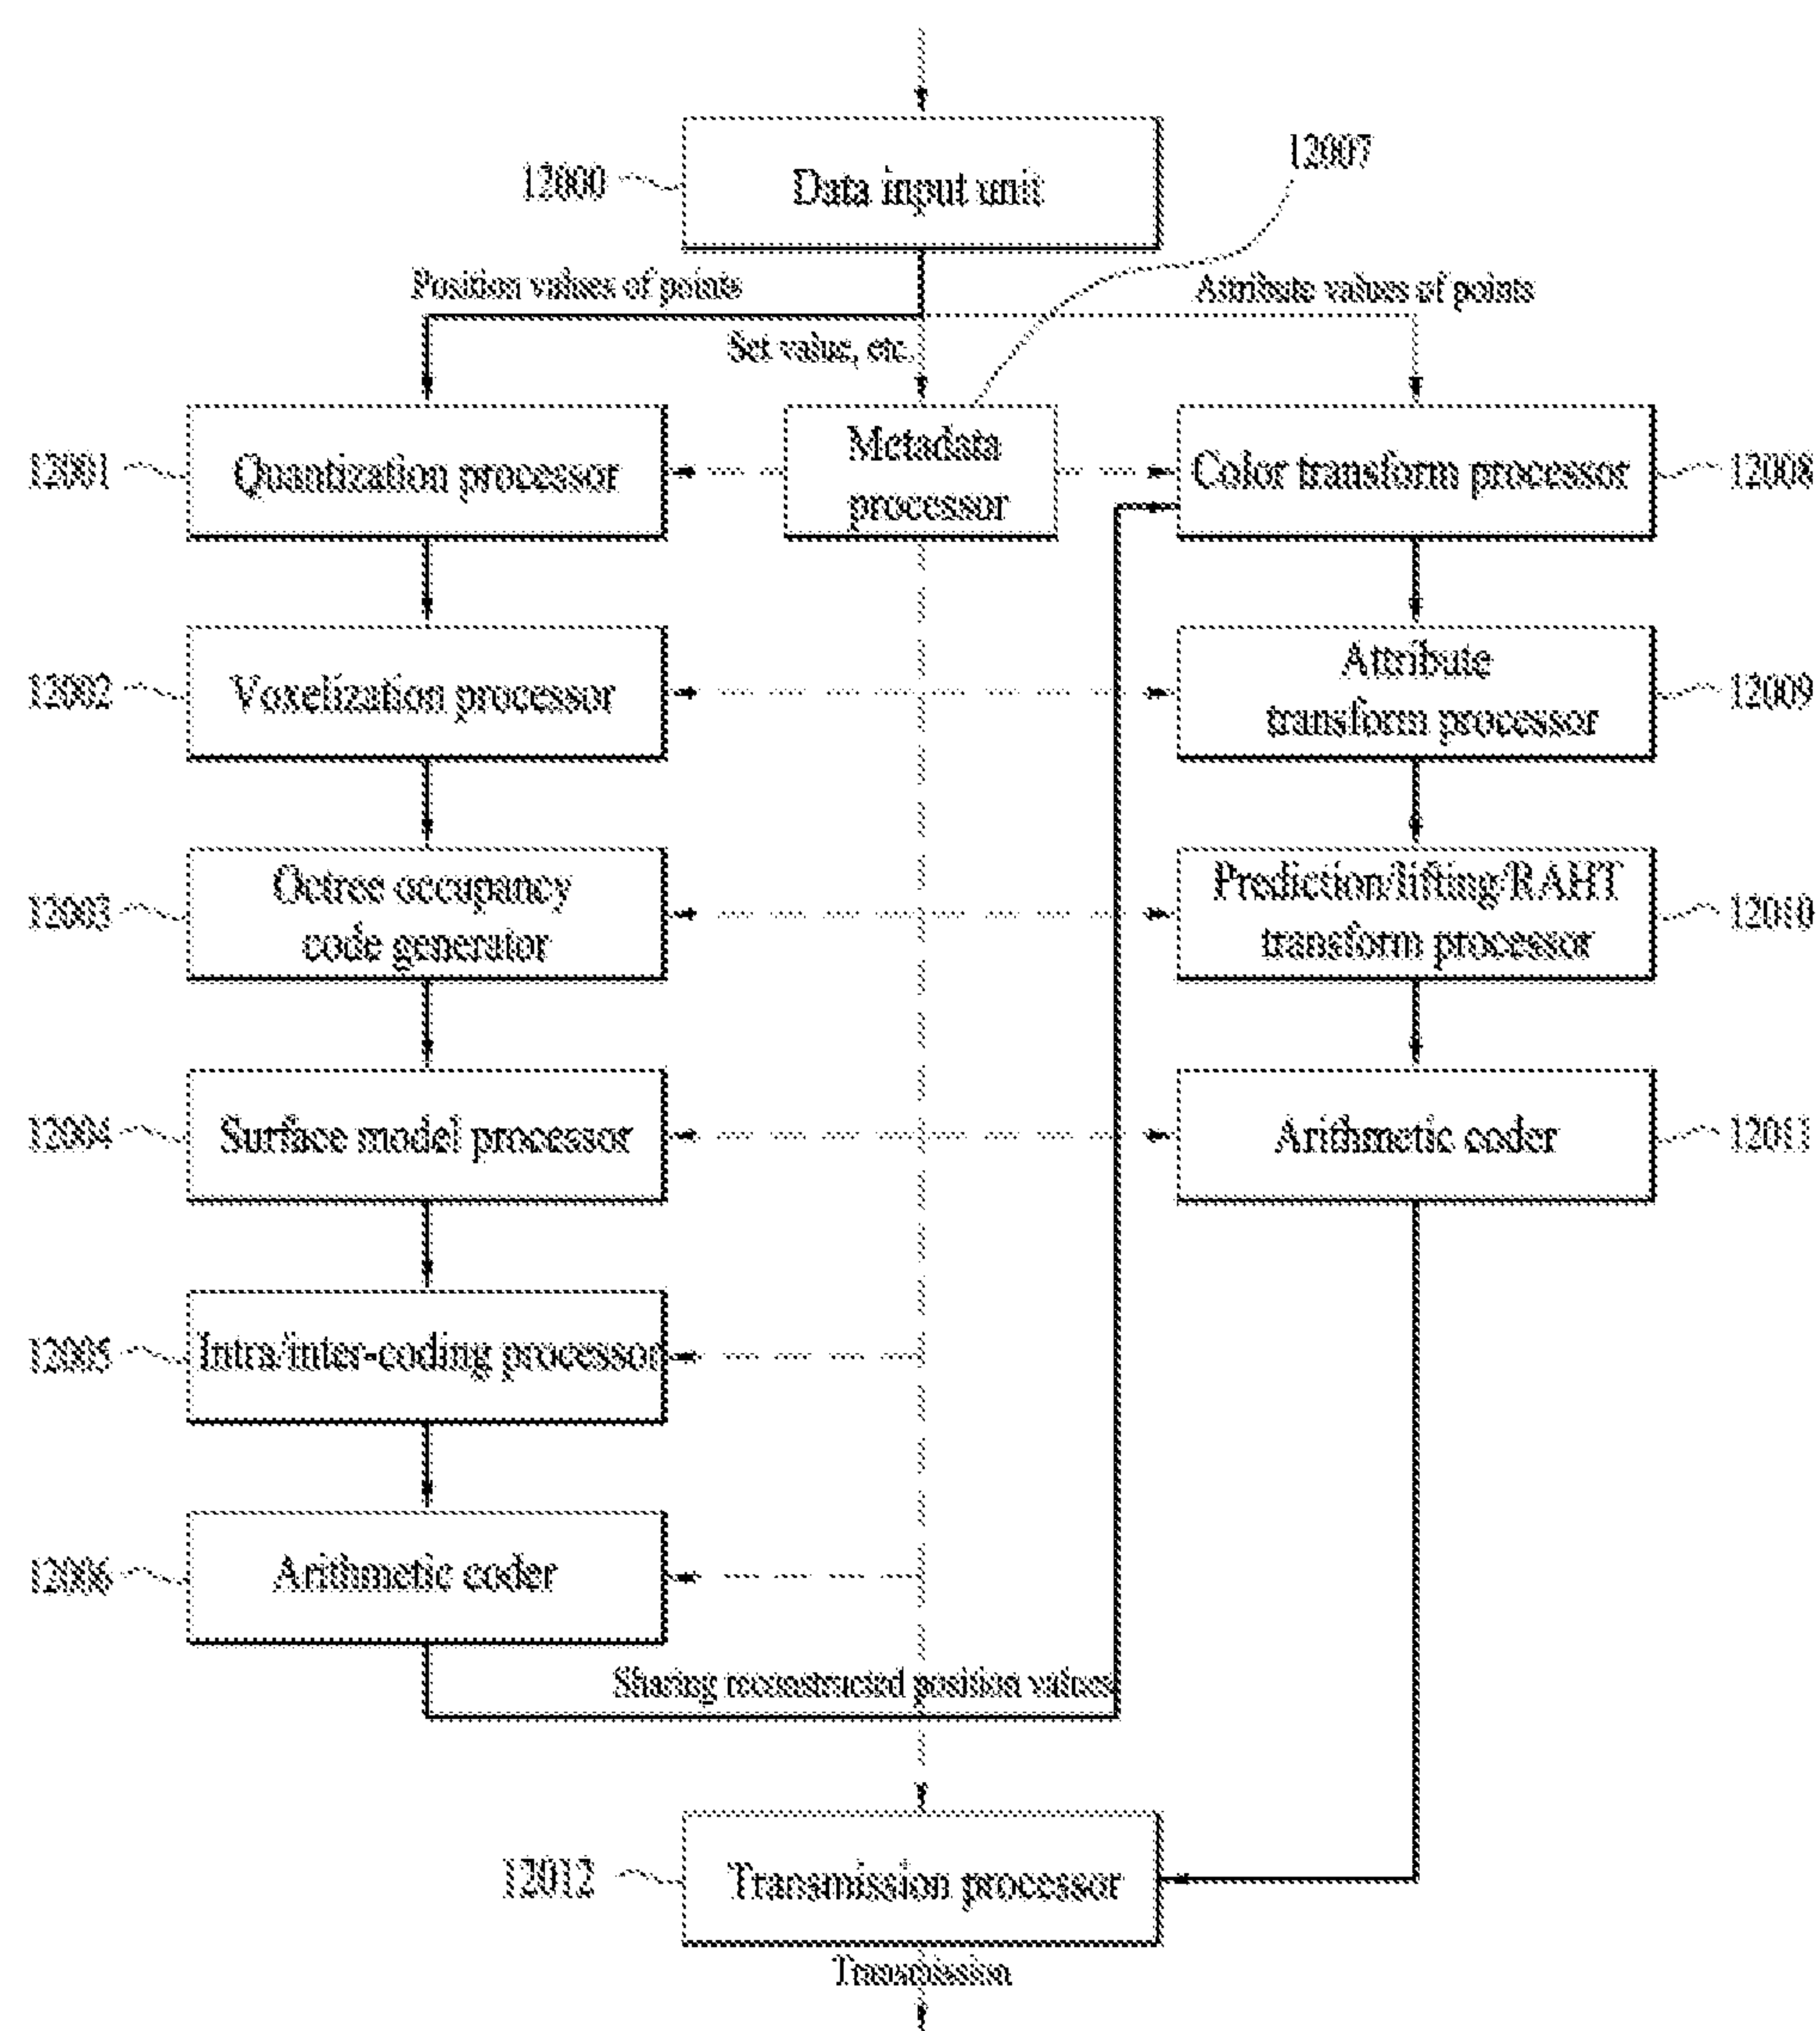 12000
Data input unit
12007
Position values of points
Attribute values of points
Set value, etc.
12001
Quantization processor
Metadata
processor
Color transform processor
12008
12002
Voxelization processor
Attribute
transform processor
12009
12003
Octree occupancy
code generator
Prediction/lifting/RAHT
transform processor
12010
12004
Surface model processor
Arithmetic coder
12011
12005
Intra/inter-coding processor
12006
Arithmetic coder
Sharing reconstructed position values
12012
Transmission processor
Transmission